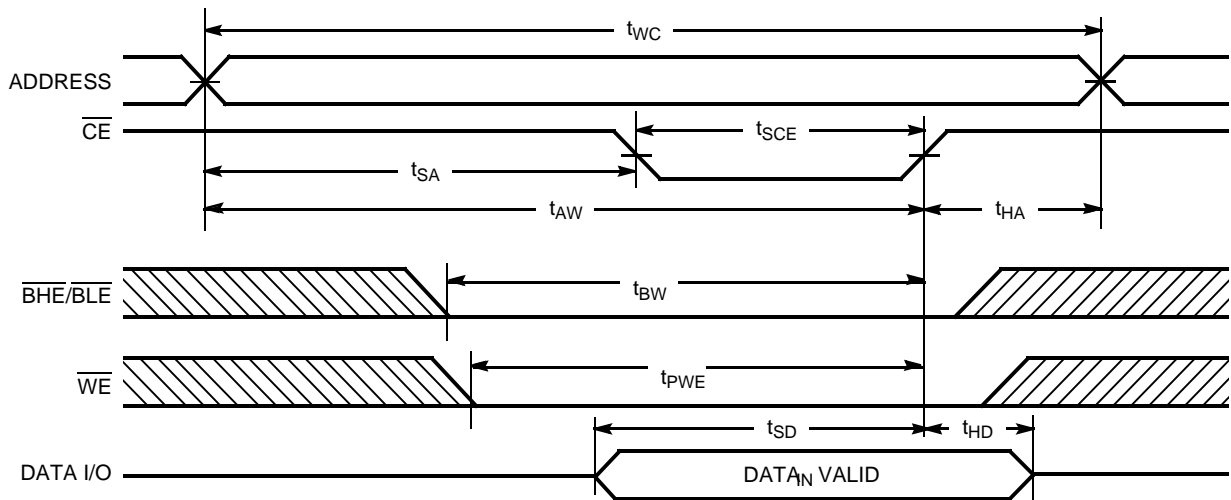 tWC
ADDRESS
CE
tSCE
tSA
tAW
tHA
BHE/BLE
tBW
WE
tPWE
tSD
tHD
DATA I/O
DATAIN VALID